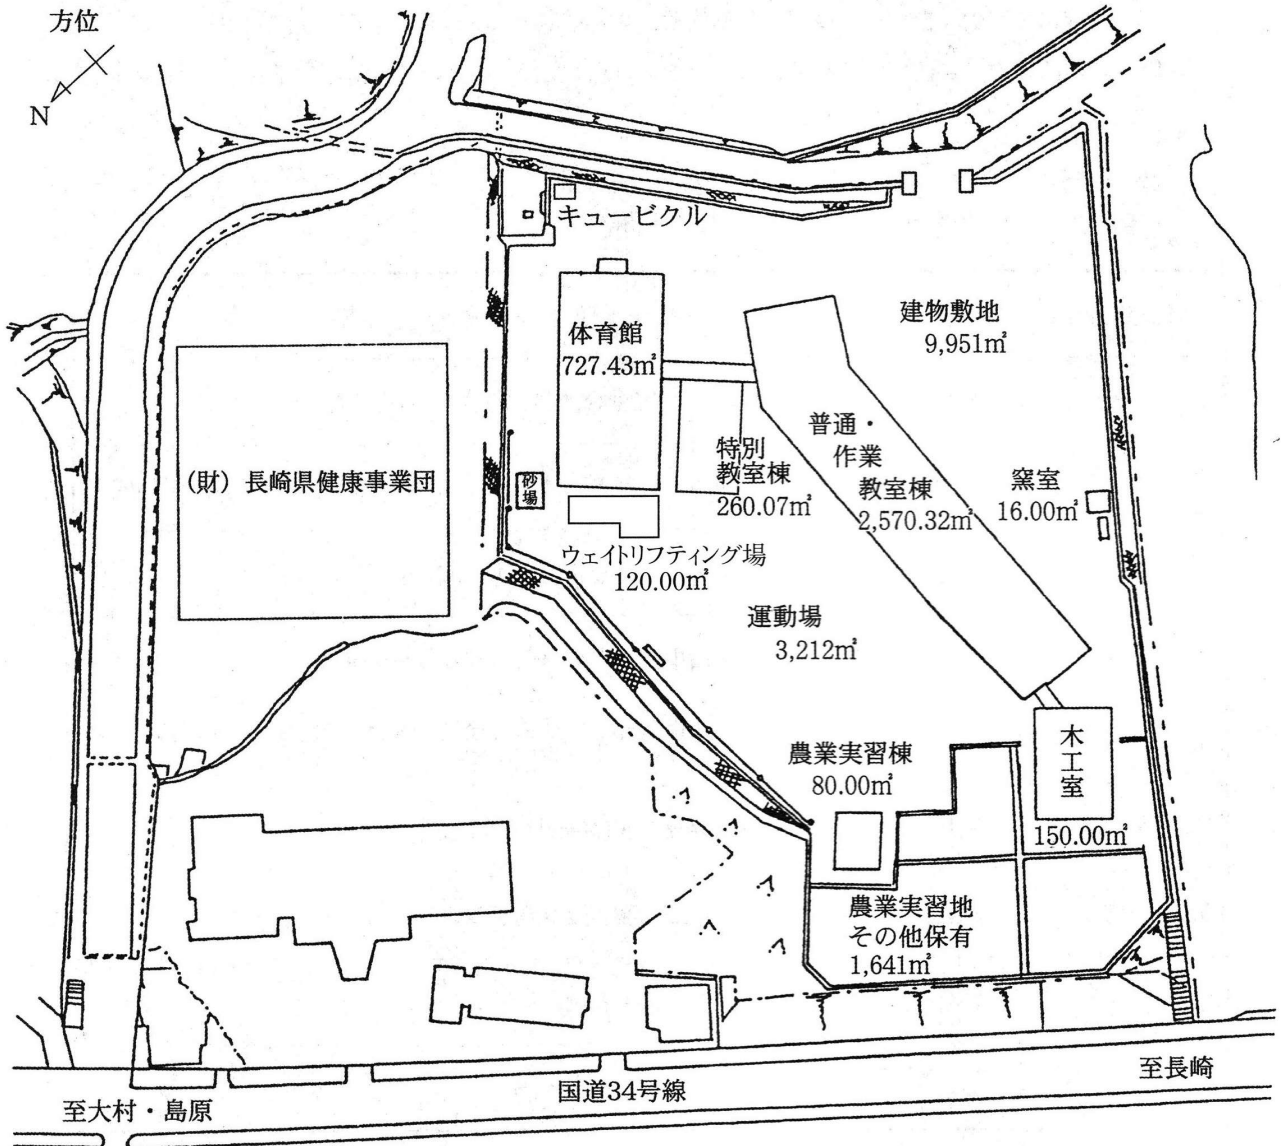 方位
N
キュービクル
体育館
727.43㎡
建物敷地
9,951㎡
(財)長崎県健康事業団
砂場
特別
教室棟
260.07㎡
普通・
作業
教室棟
2,570.32㎡
窯室
16.00㎡
ウェイトリフティング場
120.00㎡
運動場
3,212㎡
農業実習棟
80.00㎡
木工室
150.00㎡
農業実習地
その他保有
1,641㎡
国道34号線
至長崎
至大村・島原